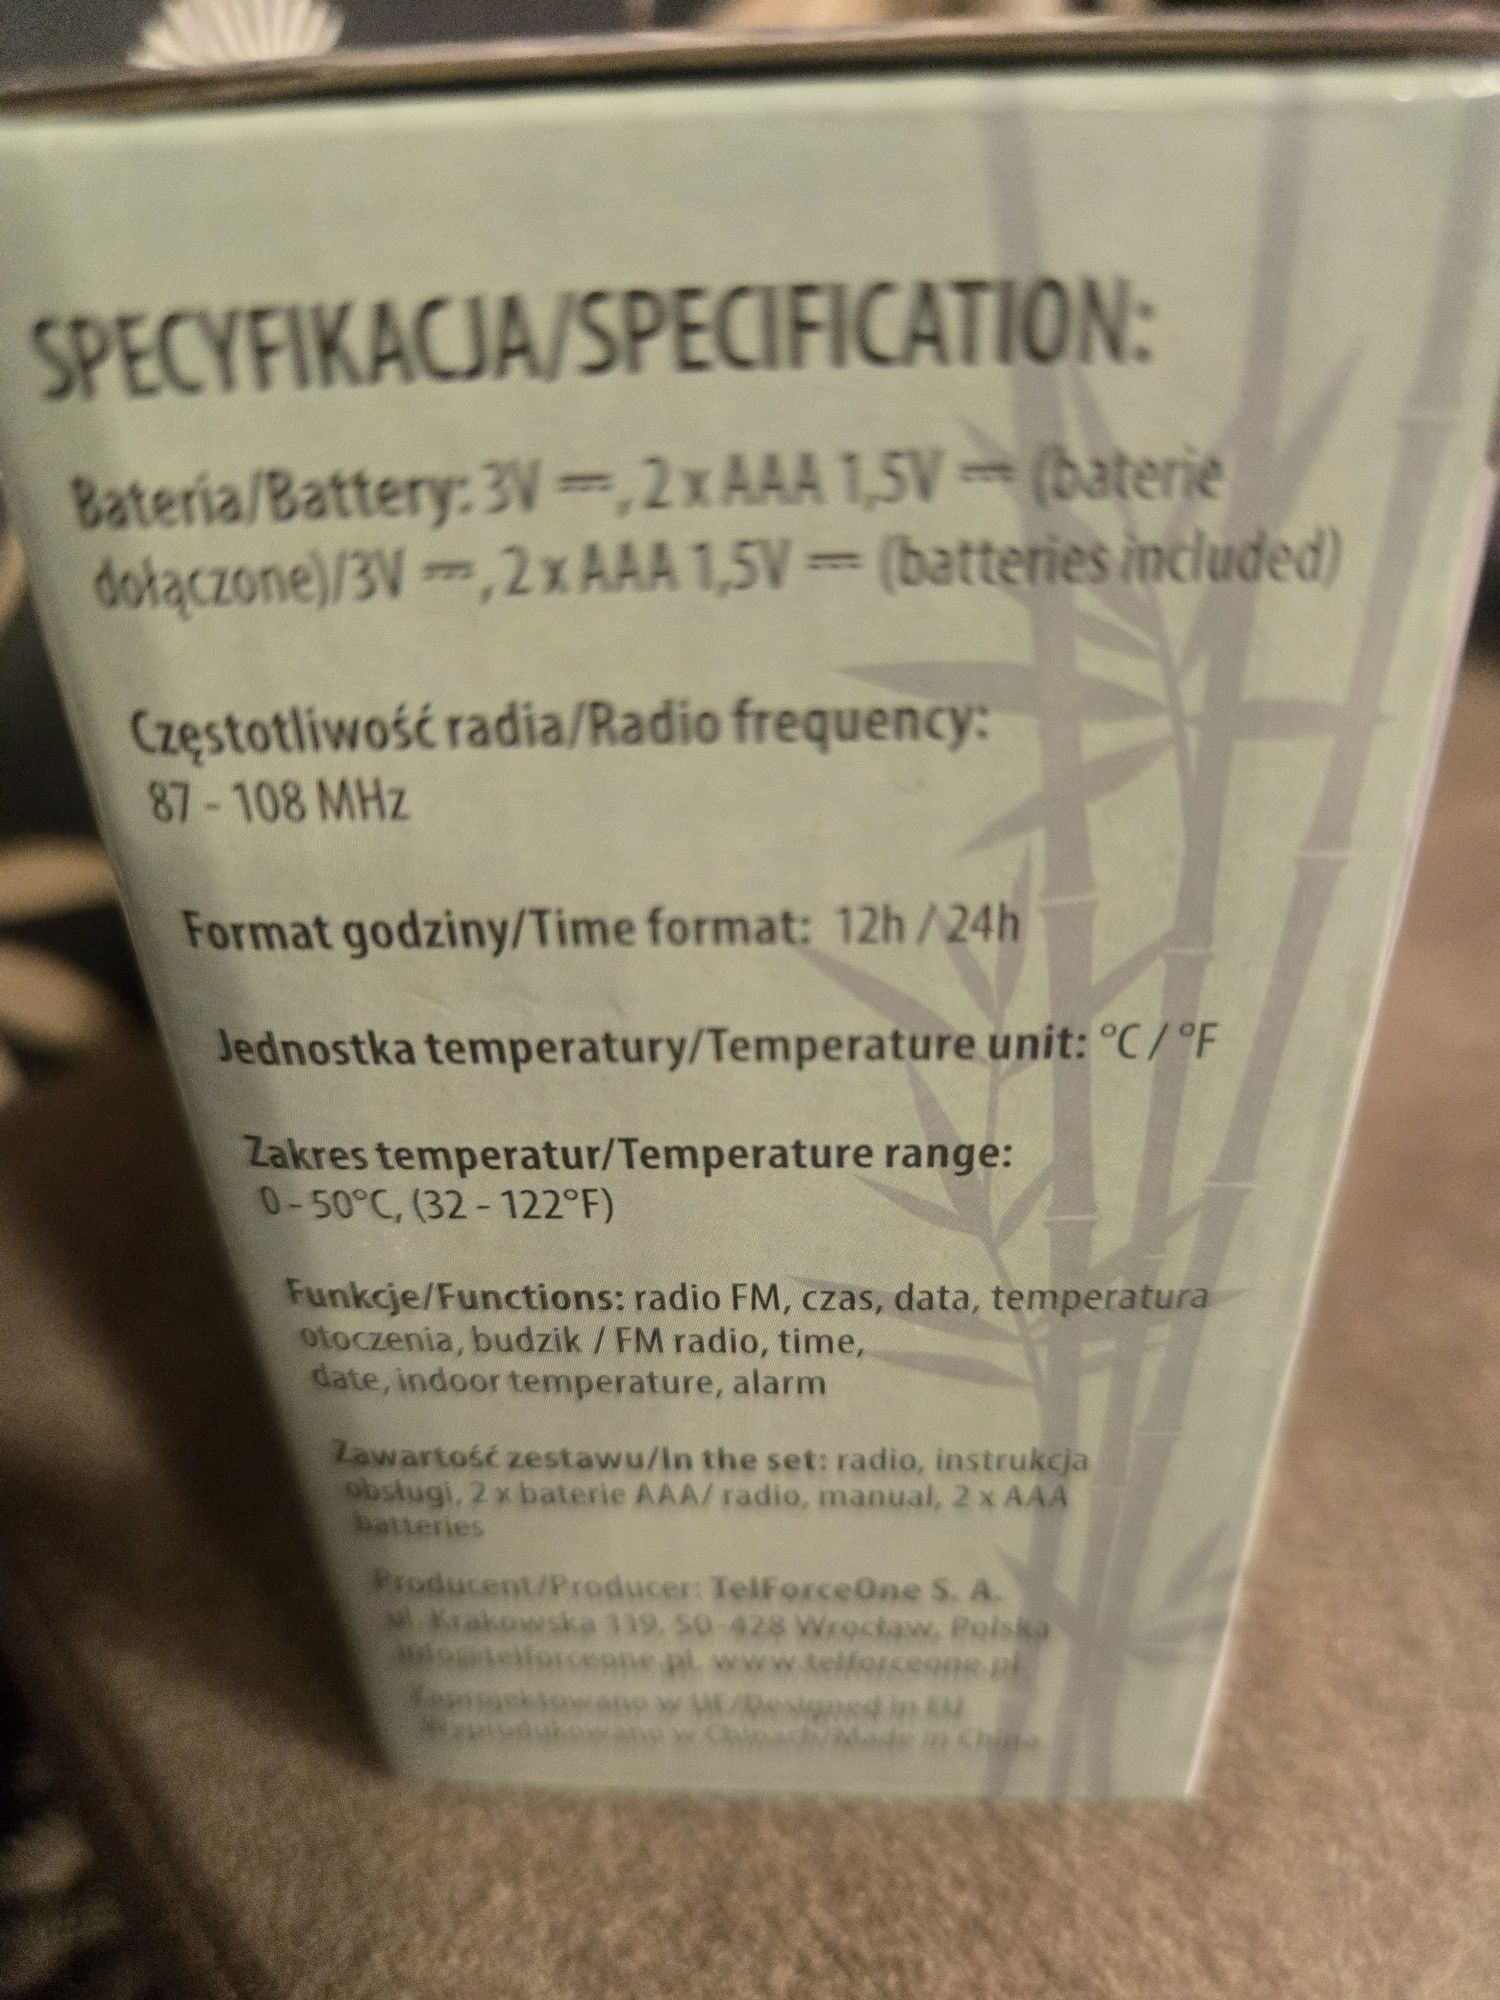 SPECYFIKACJA/SPECIFICATION:
Bateria/Battery: 3V ⎓, 2 x AAA 1,5V ⎓ (baterie
dołączone)/3V ⎓, 2 x AAA 1,5V ⎓ (batteries included)
Częstotliwość radia/Radio frequency:
87 - 108 MHz
Format godziny/Time format: 12h / 24h
Jednostka temperatury/Temperature unit: °C / °F
Zakres temperatur/Temperature range:
0 - 50°C, (32 - 122°F)
Funkcje/Functions: radio FM, czas, data, temperatura
otoczenia, budzik / FM radio, time,
date, indoor temperature, alarm
Zawartość zestawu/In the set: radio, instrukcja
obsługi, 2 x baterie AAA/ radio, manual, 2 x AAA
batteries
Producent/Producer: TelForceOne S. A.
ul. Krakowska 119, 50-428 Wrocław, Polska
www.telforceone.pl
Zaprojektowano w UE/Designed in EU
Wyprodukowano w Chinach/Made in China